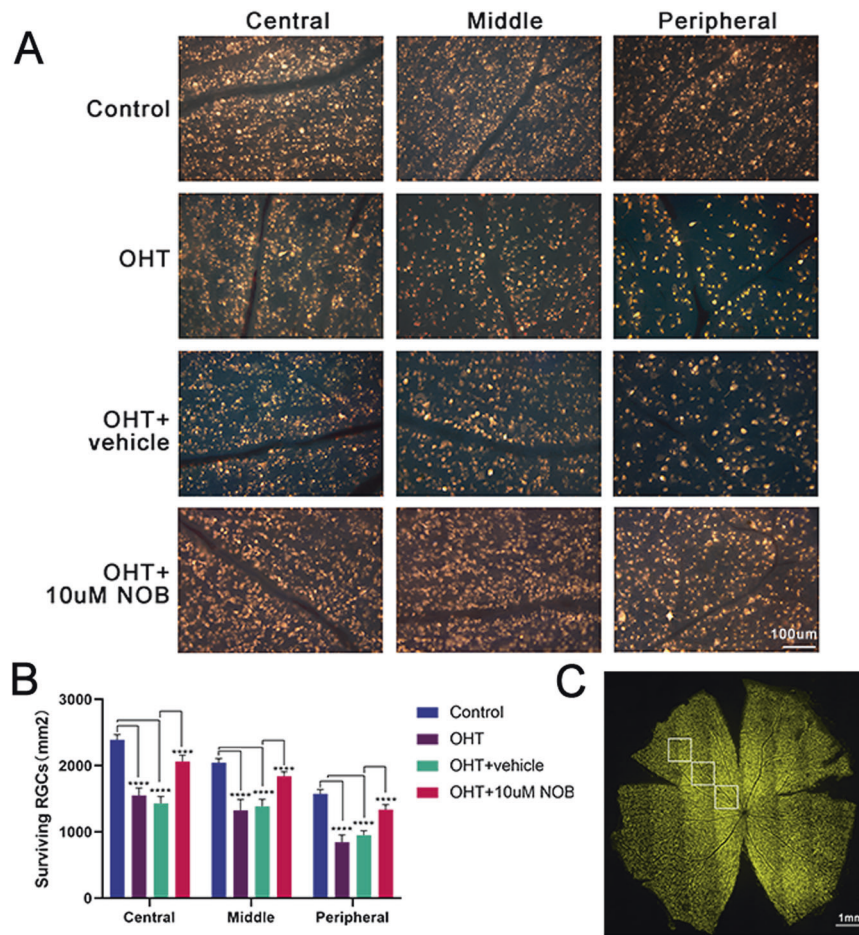 A
Central Middle Peripheral
Control
OHT
OHT+
vehicle
OHT+
10uM NOB
100um
B
Surviving RGCs(mm2)
3000
2000
1000
0
**** **** ****
**** **** ****
**** **** ****
Central Middle Peripheral
Control
OHT
OHT+vehicle
OHT+10uM NOB
C
1mm